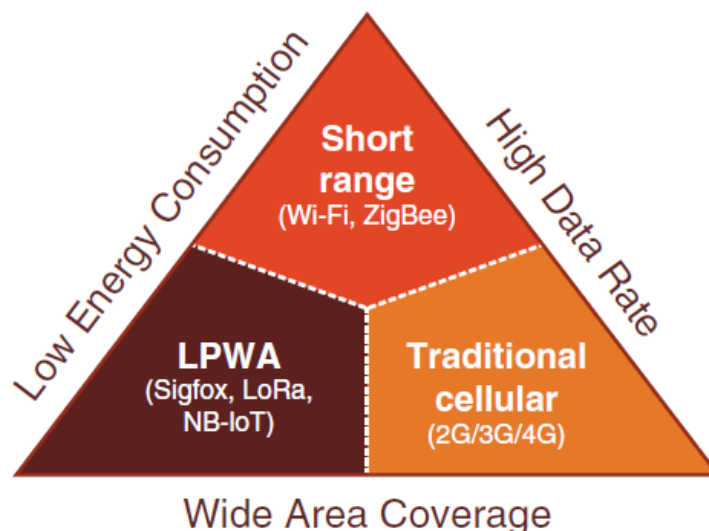 Low Energy Consumption
High Data Rate
Short
range
(Wi-Fi, ZigBee)
LPWA
(Sigfox, LoRa,
NB-IoT)
Traditional
cellular
(2G/3G/4G)
Wide Area Coverage